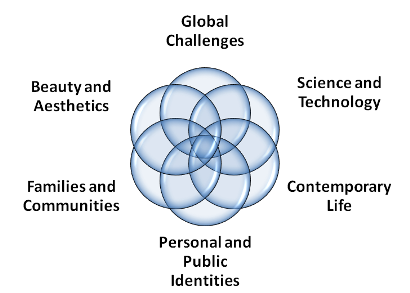 Global
Challenges
Beauty and
Aesthetics
Science and
Technology
Families and
Communities
Contemporary
Life
Personal and
Public
Identities